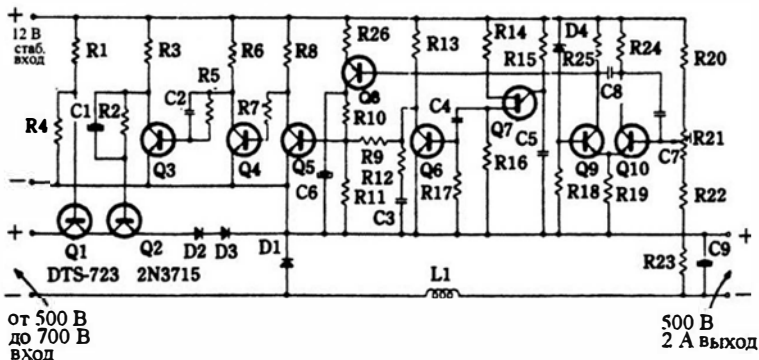 +
12 В
стаб.
вход
R1
R3
R6
R8
R26
R13
R14
R15
D4
R25
R24
R20
R4
C1
R2
C2
R5
R7
Q8
R10
C4
Q7
C5
C8
R21
Q3
Q4
Q5
R9
Q6
R16
Q9
Q10
C7
C6
R12
R11
C3
R17
R18
R19
R22
−
+
Q1
Q2
D2
D3
D1
R23
C9
+
DTS-723
2N3715
L1
−
−
от 500 В
до 700 В
вход
500 В
2 А выход